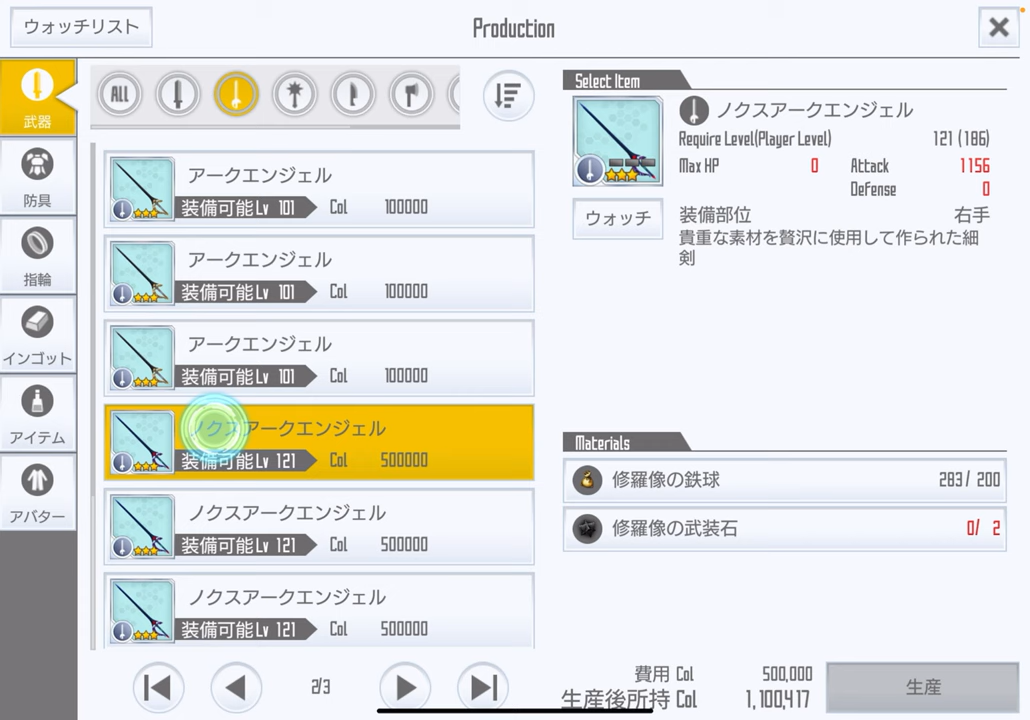 ウォッチリスト
Production
武器
防具
指輪
インゴット
アイテム
アバター
ALL
アークエンジェル
装備可能Lv 101 Col 100000
アークエンジェル
装備可能Lv 101 Col 100000
アークエンジェル
装備可能Lv 101 Col 100000
ノクスアークエンジェル
装備可能Lv 121 Col 500000
ノクスアークエンジェル
装備可能Lv 121 Col 500000
ノクスアークエンジェル
装備可能Lv 121 Col 500000
2/3
Select Item
ノクスアークエンジェル
Require Level(Player Level) 121 (186)
Max HP 0 Attack 1156
Defense 0
ウォッチ
装備部位 右手
貴重な素材を贅沢に使用して作られた細
剣
Materials
修羅像の鉄球 283/ 200
修羅像の武装石 0/ 2
費用 Col 500,000
生産後所持 Col 1,100,417
生産